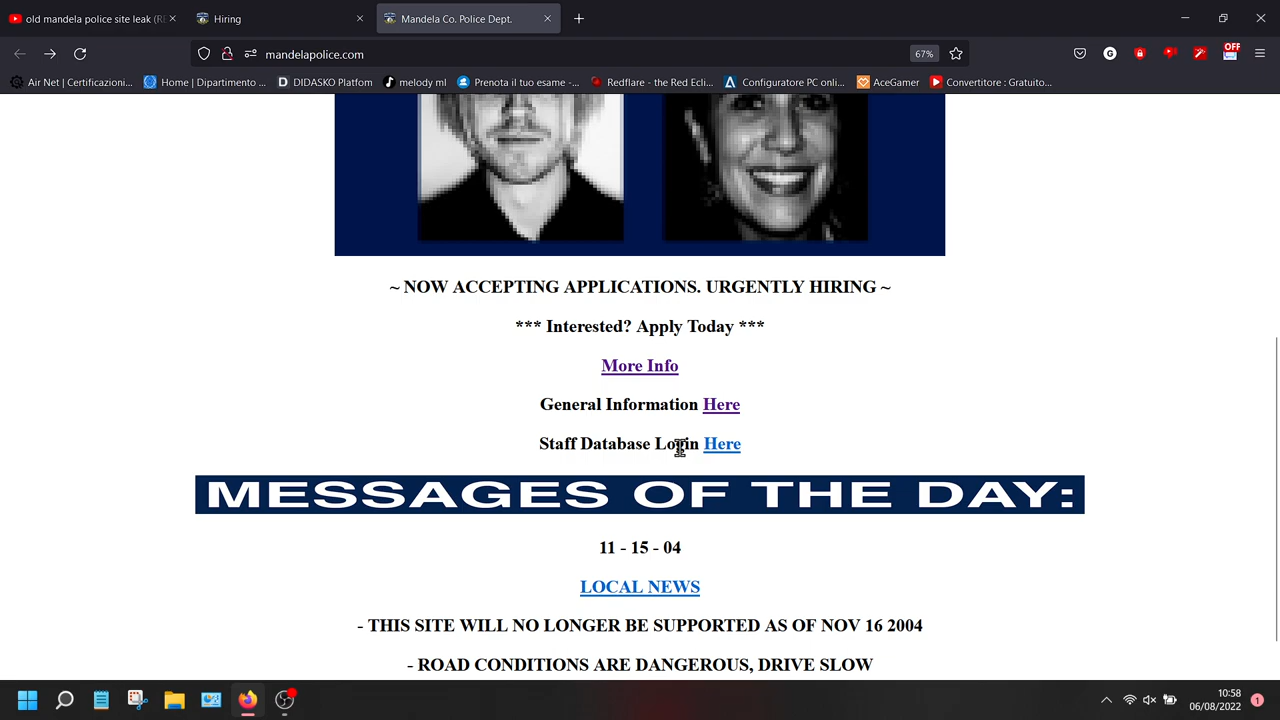 old mandela police site leak (RE
Hiring
Mandela Co. Police Dept.
mandelapolice.com
67%
OFF
Air Net | Certificazioni...
Home | Dipartimento ...
DIDASKO Platfom
melody ml
Prenota il tuo esame -...
Redflare - the Red Ecli...
Configuratore PC onli...
AceGamer
Convertitore : Gratuito...
~ NOW ACCEPTING APPLICATIONS. URGENTLY HIRING ~
*** Interested? Apply Today ***
More Info
General Information Here
Staff Database Login Here
MESSAGES OF THE DAY:
11 - 15 - 04
LOCAL NEWS
- THIS SITE WILL NO LONGER BE SUPPORTED AS OF NOV 16 2004
- ROAD CONDITIONS ARE DANGEROUS, DRIVE SLOW
10:58
06/08/2022
1